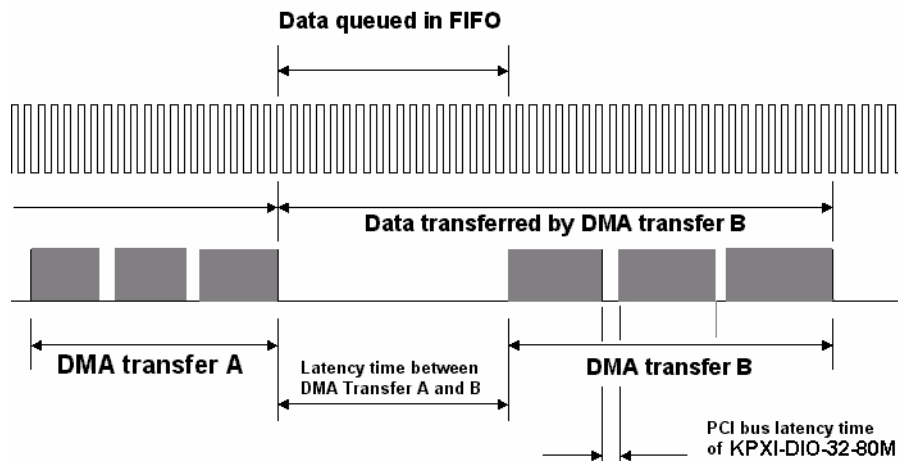 Data queued in FIFO
Data transferred by DMA transfer B
DMA transfer A
Latency time between
DMA Transfer A and B
DMA transfer B
PCI bus latency time
of KPXI-DIO-32-80M